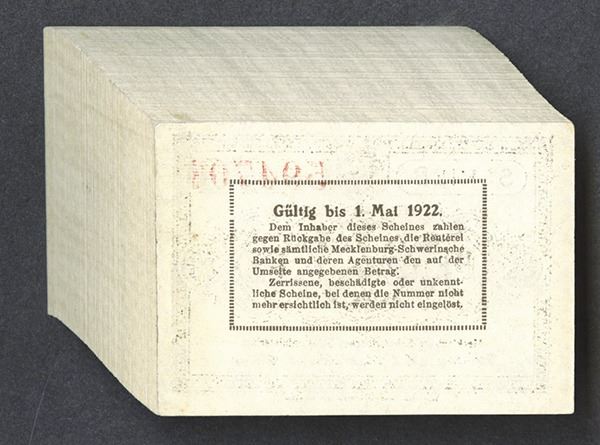 Gültig bis 1. Mai 1922.
Dem Inhaber dieses Scheines zahlen
gegen Rückgabe des Scheines die Renterei
sowie sämtliche Mecklenburg-Schwerinsche
Banken und deren Agenturen den auf der
Umseite angegebenen Betrag.
Zerrissene, beschädigte oder unkennt-
liche Scheine, bei denen die Nummer nicht
mehr ersichtlich ist, werden nicht eingelöst.